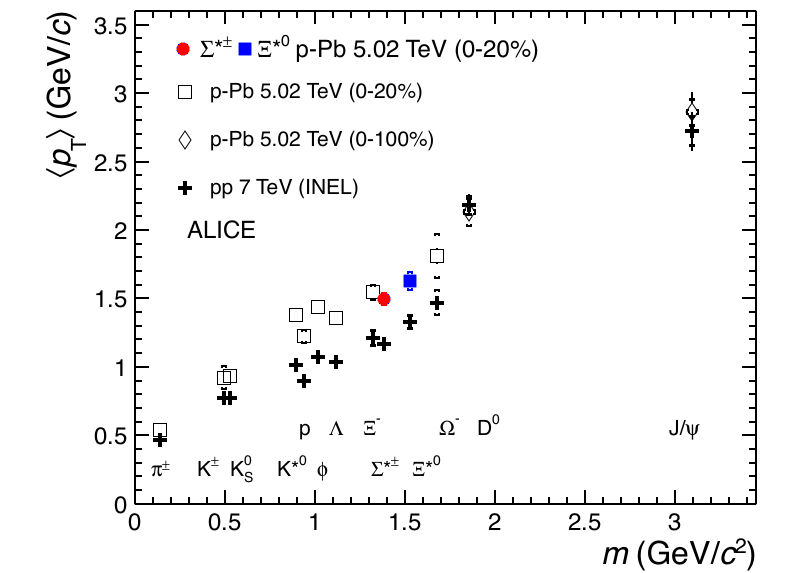 ⟨pT⟩ (GeV/c)
3.5
3
2.5
2
1.5
1
0.5
0
Σ*± Ξ*0 p-Pb 5.02 TeV (0-20%)
p-Pb 5.02 TeV (0-20%)
p-Pb 5.02 TeV (0-100%)
pp 7 TeV (INEL)
ALICE
p Λ Ξ- Ω- D0 J/ψ
π± K± K0S K*0 ϕ Σ*± Ξ*0
0 0.5 1 1.5 2 2.5 3
m (GeV/c2)